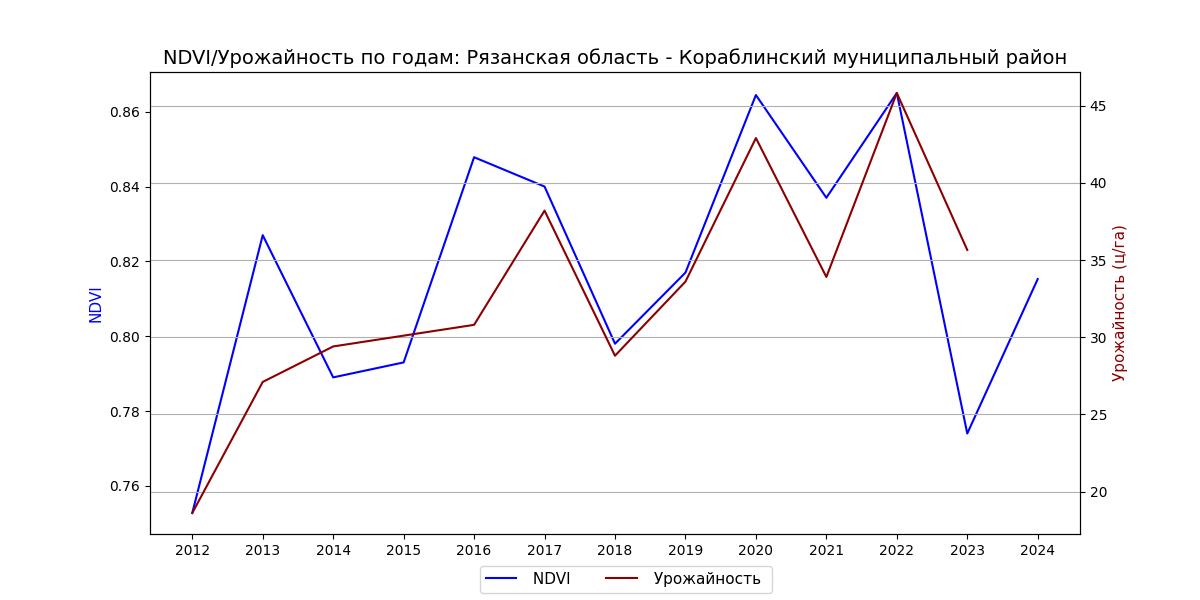 NDVI/Урожайность по годам: Рязанская область - Кораблинский муниципальный район
0.86
0.84
0.82
0.80
0.78
0.76
NDVI
45
40
35
30
25
20
Урожайность (ц/га)
2012 2013 2014 2015 2016 2017 2018 2019 2020 2021 2022 2023 2024
NDVI Урожайность